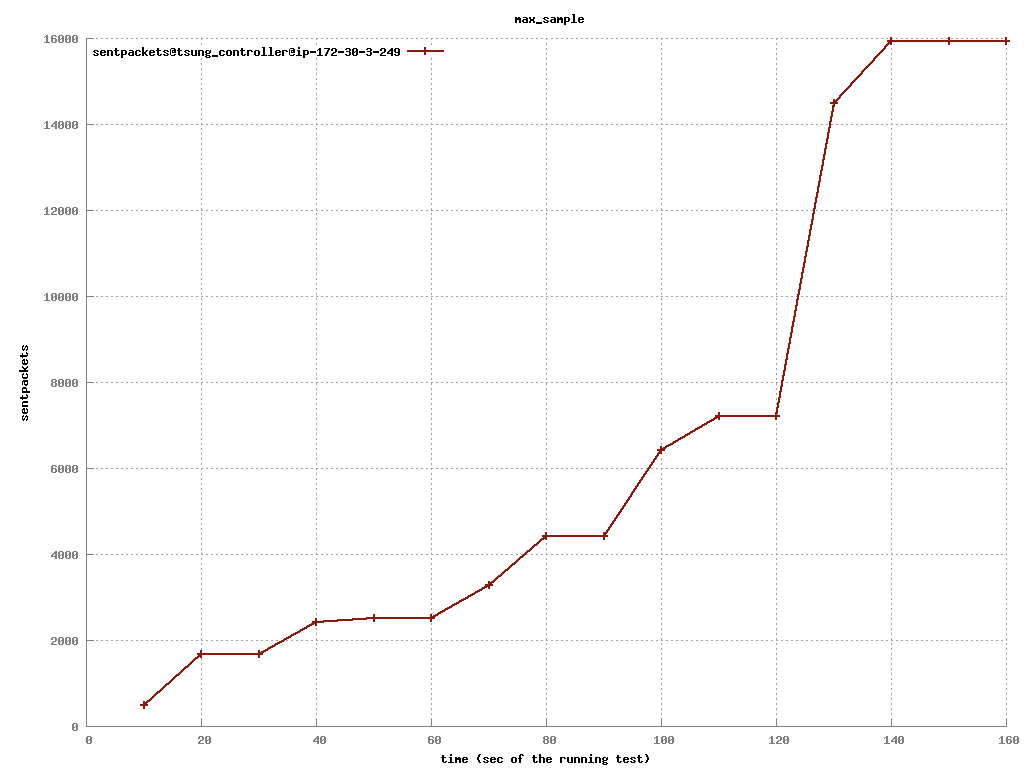 max_sample
sentpackets@tsung_controller@ip-172-30-3-249
16000
14000
12000
10000
8000
6000
4000
2000
0
sentpackets
0 20 40 60 80 100 120 140 160
time (sec of the running test)